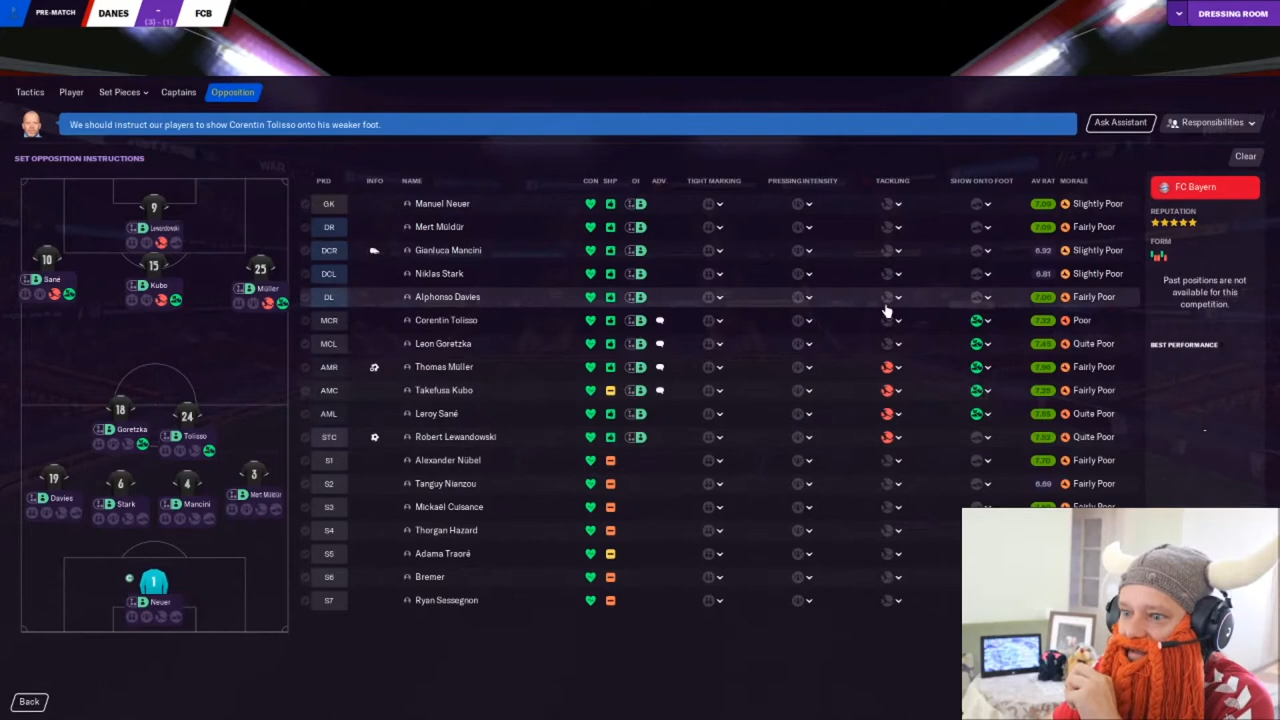 PRE-MATCH DANES - FCB DRESSING ROOM
(3) - (1)
Tactics Player Set Pieces Captains Opposition
We should instruct our players to show Corentin Tolisso onto his weaker foot. Ask Assistant Responsibilities
SET OPPOSITION INSTRUCTIONS Clear
PKD INFO NAME CON SHP OI ADV TIGHT MARKING PRESSING INTENSITY TACKLING SHOW ONTO FOOT AV RAT MORALE
GK Manuel Neuer 7.09 Slightly Poor
DR Mert Müldür 7.09 Fairly Poor
DCR Gianluca Mancini 6.92 Slightly Poor
DCL Niklas Stark 6.81 Slightly Poor
DL Alphonso Davies 7.00 Fairly Poor
MCR Corentin Tolisso 7.32 Poor
MCL Leon Goretzka 7.45 Quite Poor
AMR Thomas Müller 7.96 Fairly Poor
AMC Takefusa Kubo 7.35 Fairly Poor
AML Leroy Sané 7.55 Quite Poor
STC Robert Lewandowski 7.52 Quite Poor
S1 Alexander Nübel 7.70 Fairly Poor
S2 Tanguy Nianzou 6.69 Fairly Poor
S3 Mickaël Cuisance Fairly Poor
S4 Thorgan Hazard
S5 Adama Traoré
S6 Bremer
S7 Ryan Sessegnon
9
Lewandowski
10
Sané
15
Kubo
25
Müller
18
Goretzka
24
Tolisso
19
Davies
6
Stark
4
Mancini
3
Mert Müldür
1
Neuer
FC Bayern
REPUTATION
FORM
Past positions are
not available for this
competition.
BEST PERFORMANCE
-
Back